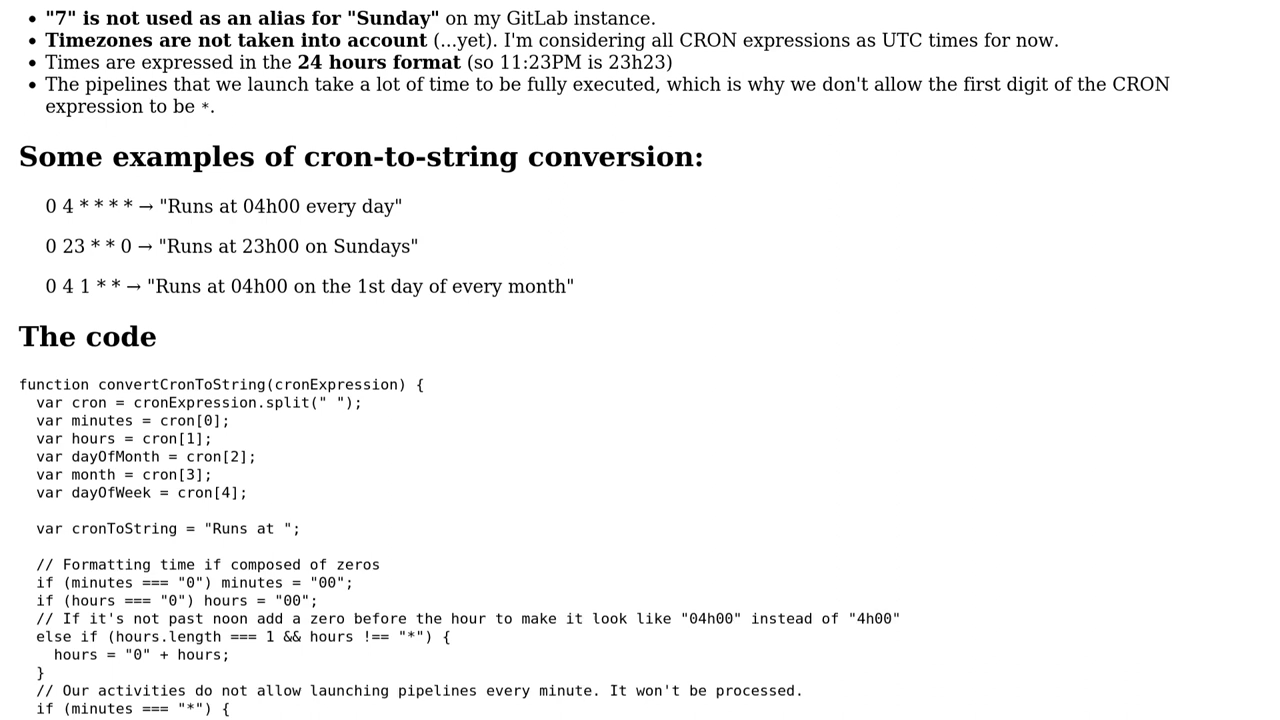 • "7" is not used as an alias for "Sunday" on my GitLab instance.
• Timezones are not taken into account (...yet). I'm considering all CRON expressions as UTC times for now.
• Times are expressed in the 24 hours format (so 11:23PM is 23h23)
• The pipelines that we launch take a lot of time to be fully executed, which is why we don't allow the first digit of the CRON
expression to be *.
Some examples of cron-to-string conversion:
0 4 * * * * → "Runs at 04h00 every day"
0 23 * * 0 → "Runs at 23h00 on Sundays"
0 4 1 * * → "Runs at 04h00 on the 1st day of every month"
The code
function convertCronToString(cronExpression) {
  var cron = cronExpression.split(" ");
  var minutes = cron[0];
  var hours = cron[1];
  var dayOfMonth = cron[2];
  var month = cron[3];
  var dayOfWeek = cron[4];
  var cronToString = "Runs at ";
  // Formatting time if composed of zeros
  if (minutes === "0") minutes = "00";
  if (hours === "0") hours = "00";
  // If it's not past noon add a zero before the hour to make it look like "04h00" instead of "4h00"
  else if (hours.length === 1 && hours !== "*") {
    hours = "0" + hours;
  }
  // Our activities do not allow launching pipelines every minute. It won't be processed.
  if (minutes === "*") {